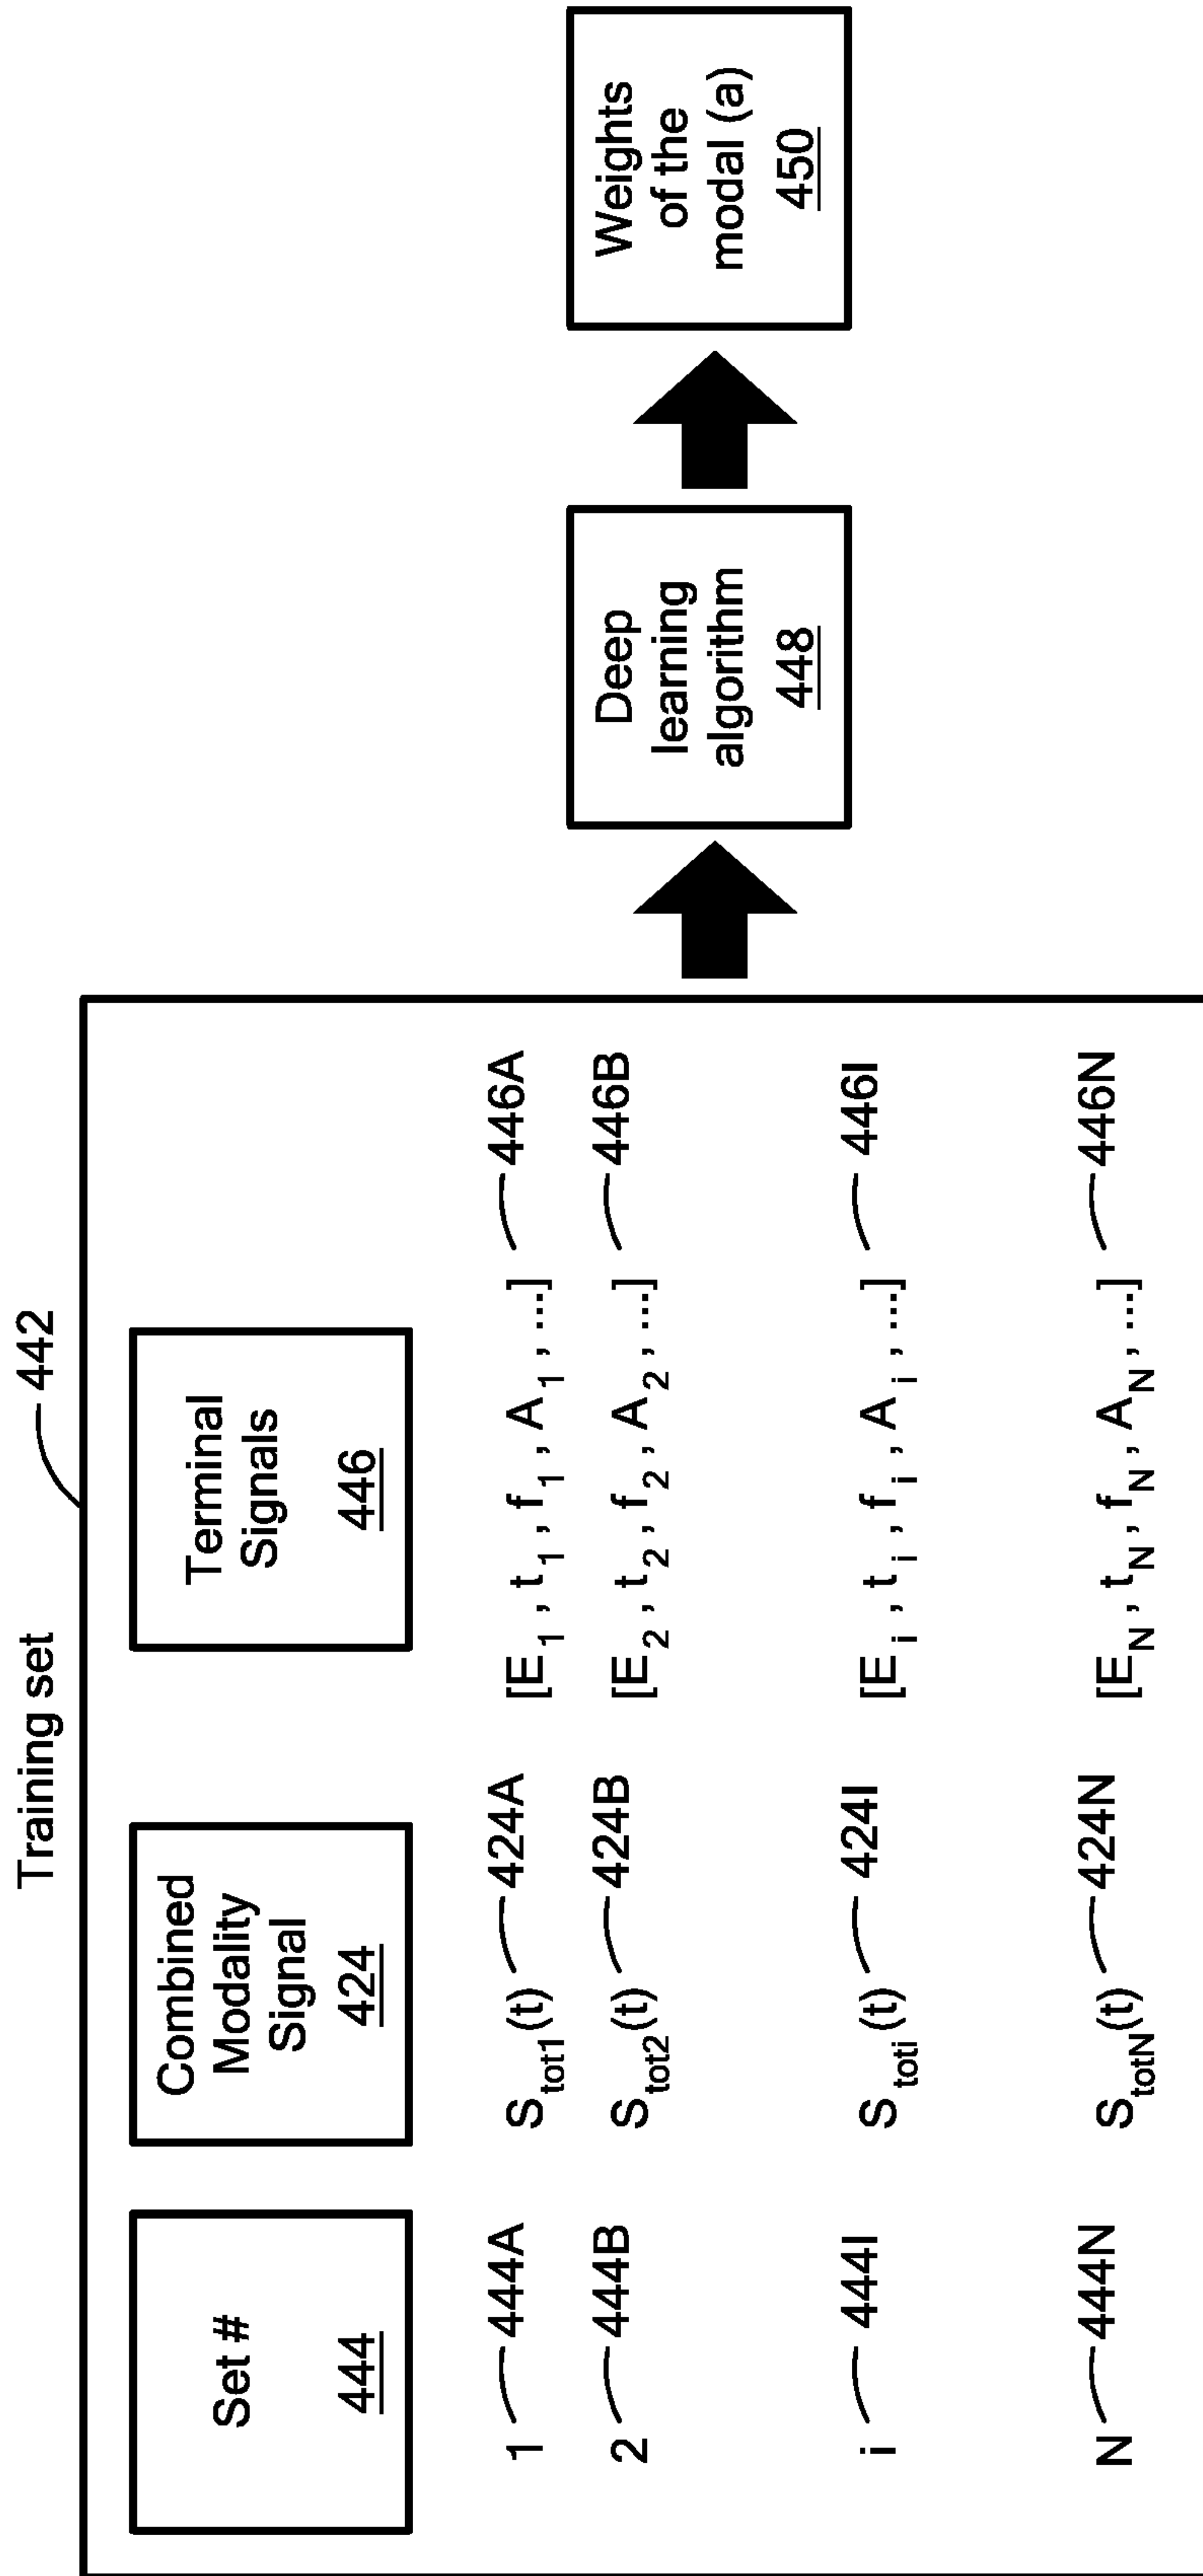 Training set
442
Set #
444
Combined
Modality
Signal
424
Terminal
Signals
446
1 444A S_tot1(t) 424A [E_1, t_1, f_1, A_1, ...] 446A
2 444B S_tot2(t) 424B [E_2, t_2, f_2, A_2, ...] 446B
i 444I S_toti(t) 424I [E_i, t_i, f_i, A_i, ...] 446I
N 444N S_totN(t) 424N [E_N, t_N, f_N, A_N, ...] 446N
Deep
learning
algorithm
448
Weights
of the
modal (a)
450